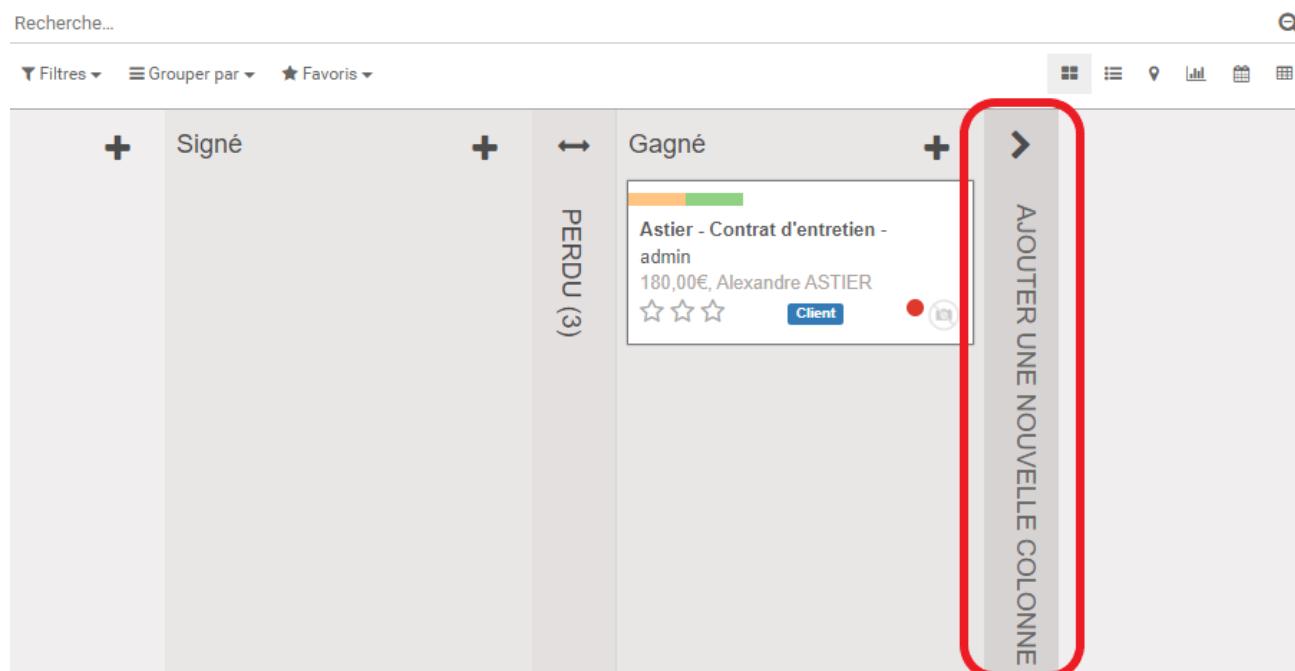 Recherche...
Filtres Grouper par Favoris
Signé
PERDU (3)
Gagné
Astier - Contrat d'entretien -
admin
180,00€, Alexandre ASTIER
Client
AJOUTER UNE NOUVELLE COLONNE